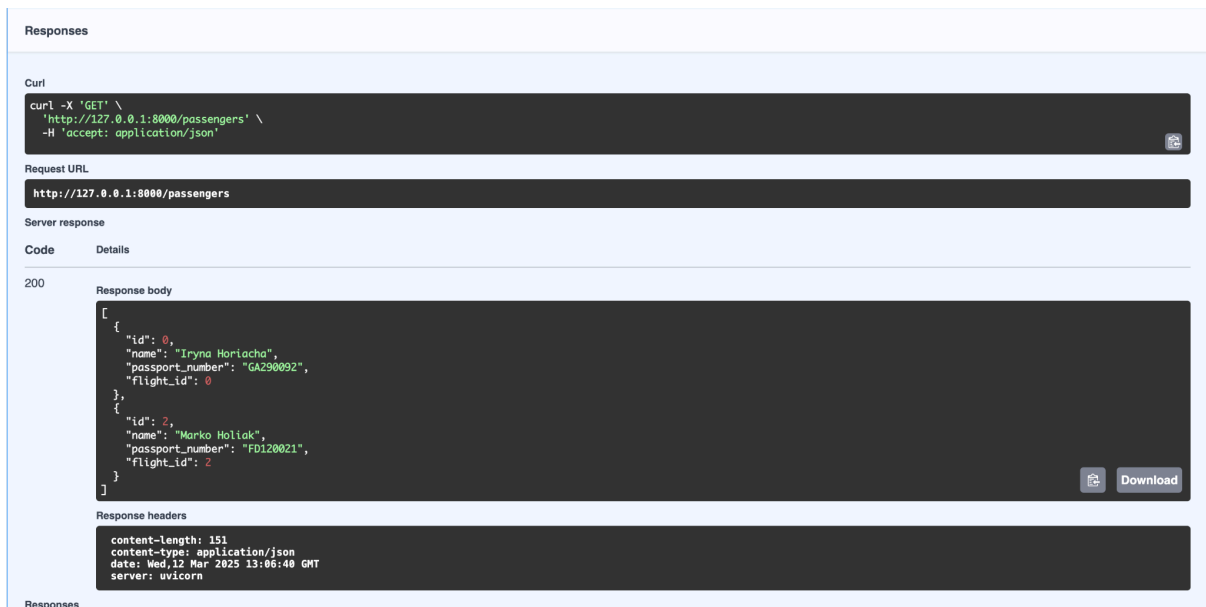 Responses
Curl
curl -X 'GET' \
  'http://127.0.0.1:8000/passengers' \
  -H 'accept: application/json'
Request URL
http://127.0.0.1:8000/passengers
Server response
Code Details
200
Response body
[
  {
    "id": 0,
    "name": "Iryna Horiacha",
    "passport_number": "GA290092",
    "flight_id": 0
  },
  {
    "id": 2,
    "name": "Marko Holiak",
    "passport_number": "FD120021",
    "flight_id": 2
  }
]
Download
Response headers
content-length: 151
content-type: application/json
date: Wed,12 Mar 2025 13:06:40 GMT
server: uvicorn
Responses